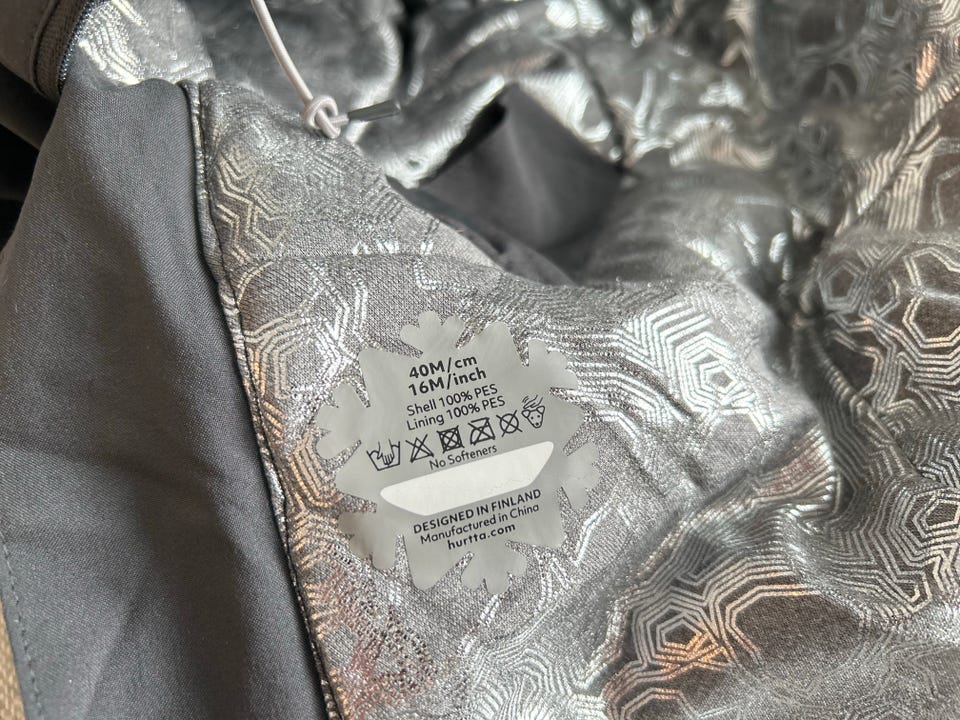 40M/cm
16M/inch
Shell 100% PES
Lining 100% PES
No Softeners
DESIGNED IN FINLAND
Manufactured in China
hurtta.com